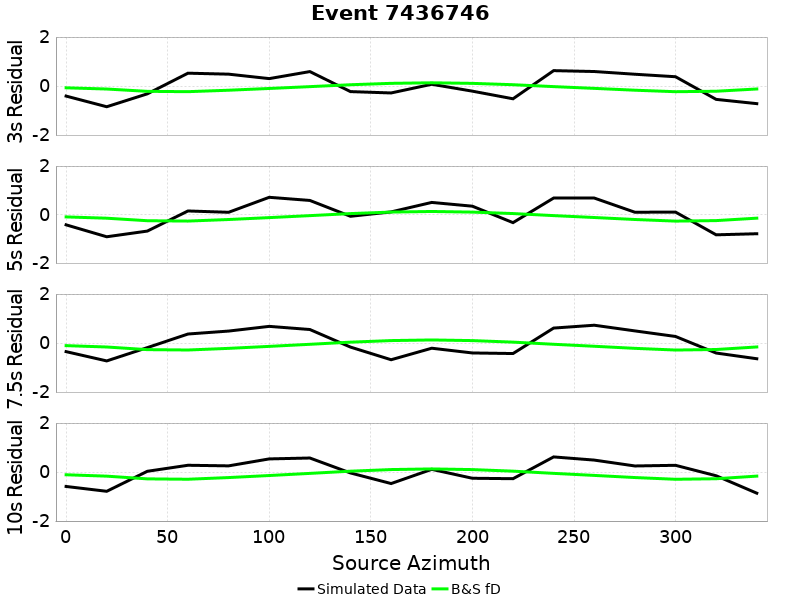 Event 7436746
3s Residual
2
0
-2
5s Residual
2
0
-2
7.5s Residual
2
0
-2
10s Residual
2
0
-2
0 50 100 150 200 250 300
Source Azimuth
Simulated Data B&S fD